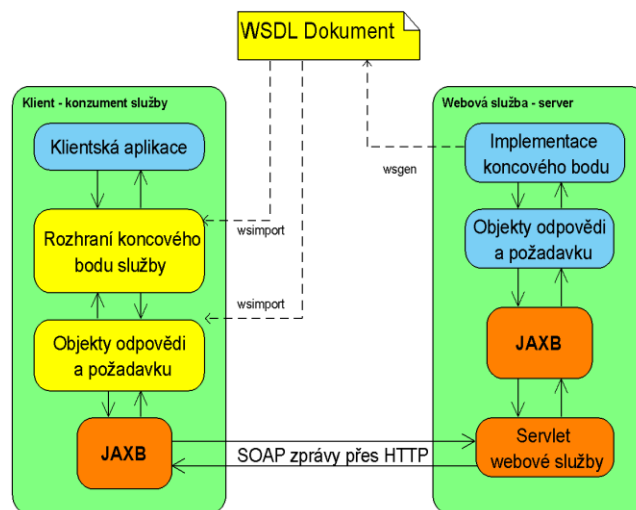 WSDL Dokument
Klient - konzument služby
Klientská aplikace
Rozhraní koncového
bodu služby
Objekty odpovědi
a požadavku
JAXB
wsimport
wsimport
wsgen
SOAP zprávy přes HTTP
Webová služba - server
Implementace
koncového bodu
Objekty odpovědi
a požadavku
JAXB
Servlet
webové služby